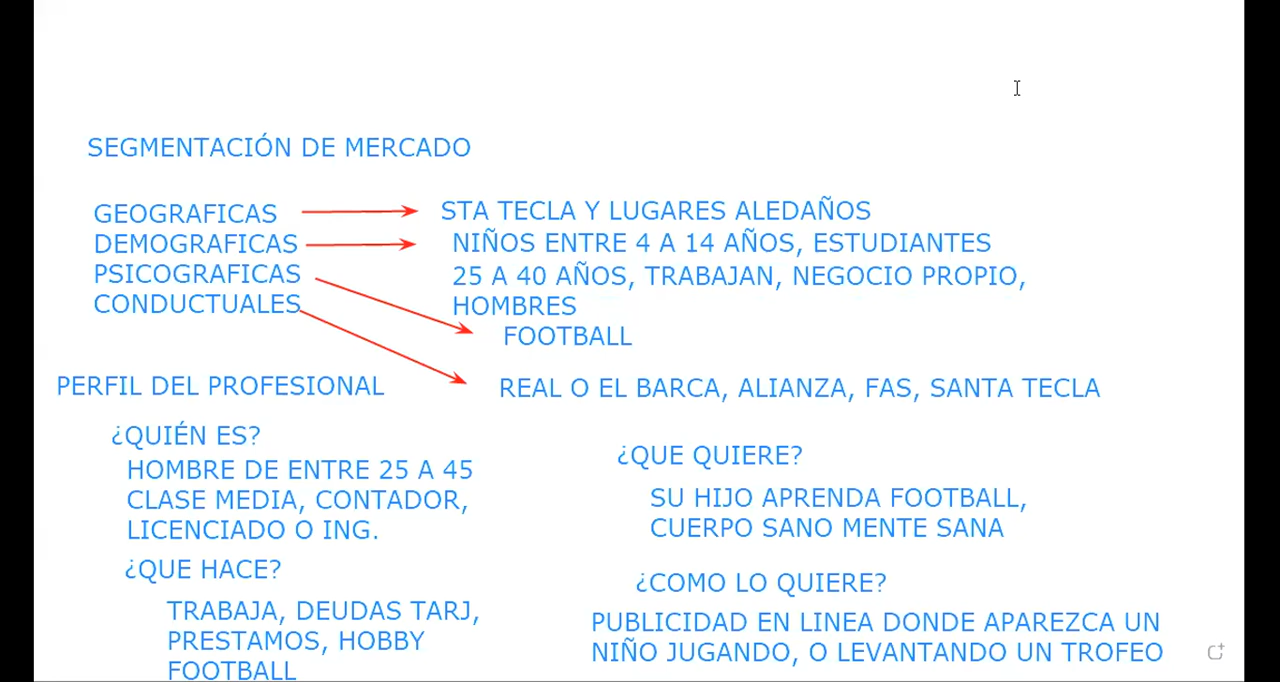 SEGMENTACIÓN DE MERCADO
GEOGRAFICAS STA TECLA Y LUGARES ALEDAÑOS
DEMOGRAFICAS NIÑOS ENTRE 4 A 14 AÑOS, ESTUDIANTES
PSICOGRAFICAS 25 A 40 AÑOS, TRABAJAN, NEGOCIO PROPIO,
CONDUCTUALES HOMBRES
FOOTBALL
PERFIL DEL PROFESIONAL REAL O EL BARCA, ALIANZA, FAS, SANTA TECLA
¿QUIÉN ES?
HOMBRE DE ENTRE 25 A 45
CLASE MEDIA, CONTADOR,
LICENCIADO O ING.
¿QUE HACE?
TRABAJA, DEUDAS TARJ,
PRESTAMOS, HOBBY
FOOTBALL
¿QUE QUIERE?
SU HIJO APRENDA FOOTBALL,
CUERPO SANO MENTE SANA
¿COMO LO QUIERE?
PUBLICIDAD EN LINEA DONDE APAREZCA UN
NIÑO JUGANDO, O LEVANTANDO UN TROFEO